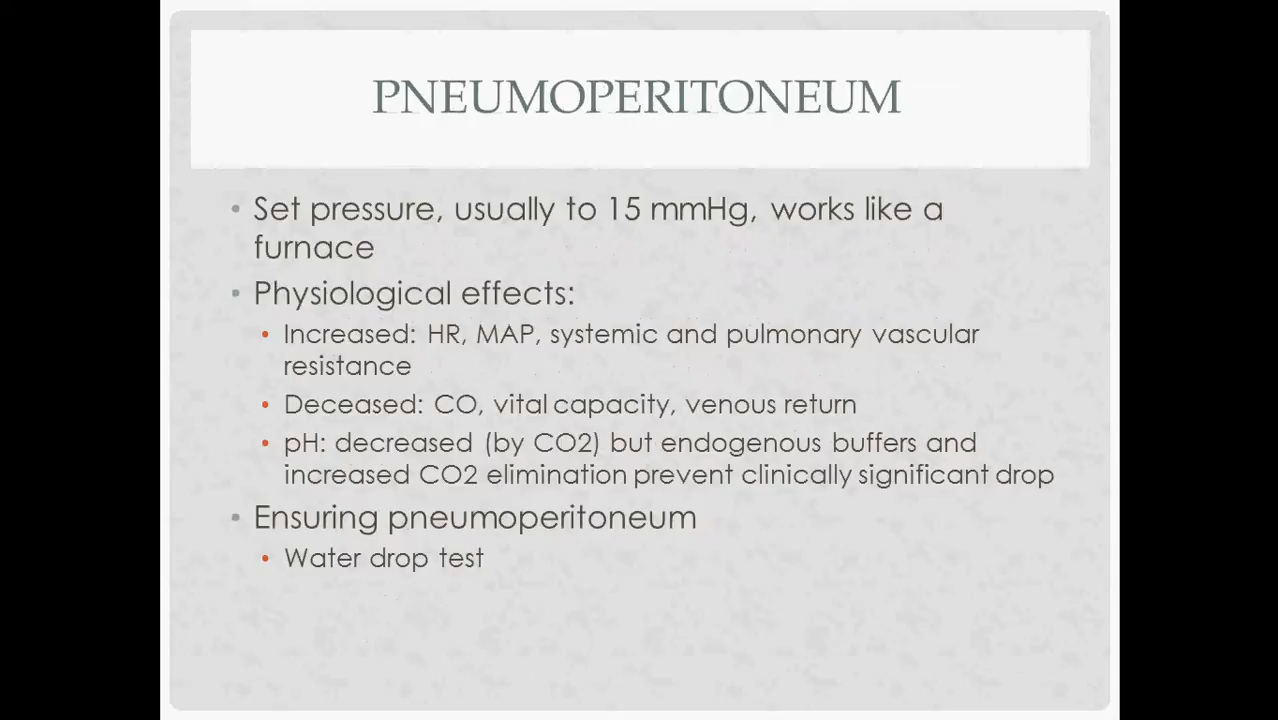 PNEUMOPERITONEUM
• Set pressure, usually to 15 mmHg, works like a
furnace
• Physiological effects:
• Increased: HR, MAP, systemic and pulmonary vascular
resistance
• Deceased: CO, vital capacity, venous return
• pH: decreased (by CO2) but endogenous buffers and
increased CO2 elimination prevent clinically significant drop
• Ensuring pneumoperitoneum
• Water drop test